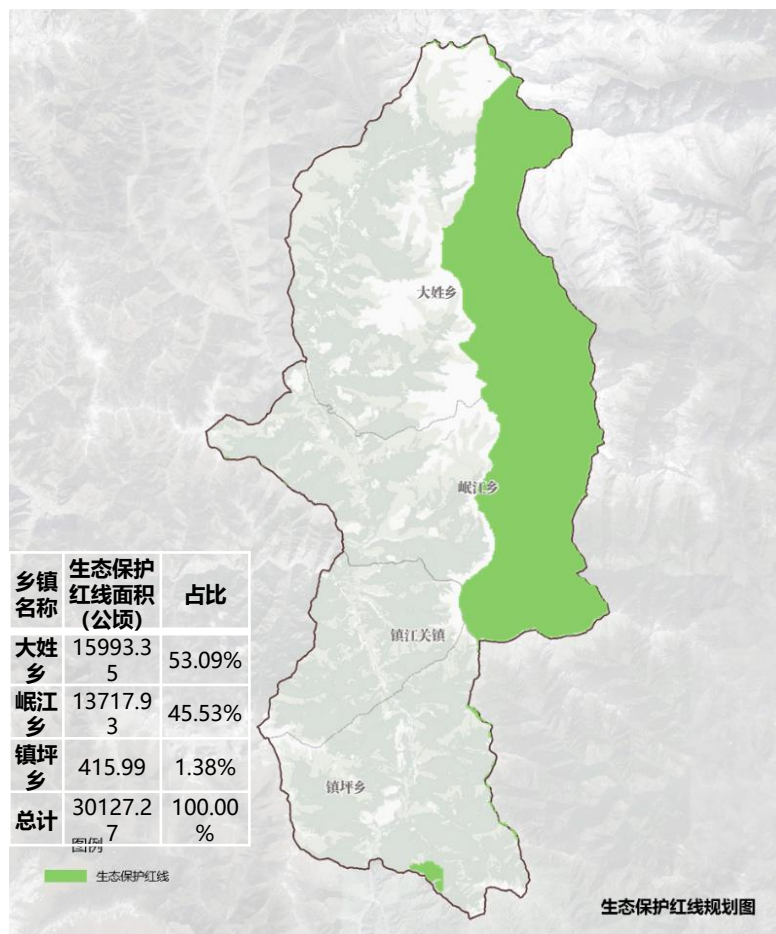 大姓乡
岷江乡
镇江关镇
镇坪乡
乡镇
名称
生态保护
红线面积
(公顷)
占比
大姓
乡
15993.3
5
53.09%
岷江
乡
13717.9
3
45.53%
镇坪
乡
415.99
1.38%
总计
30127.2
7
100.00
%
图例
生态保护红线
生态保护红线规划图